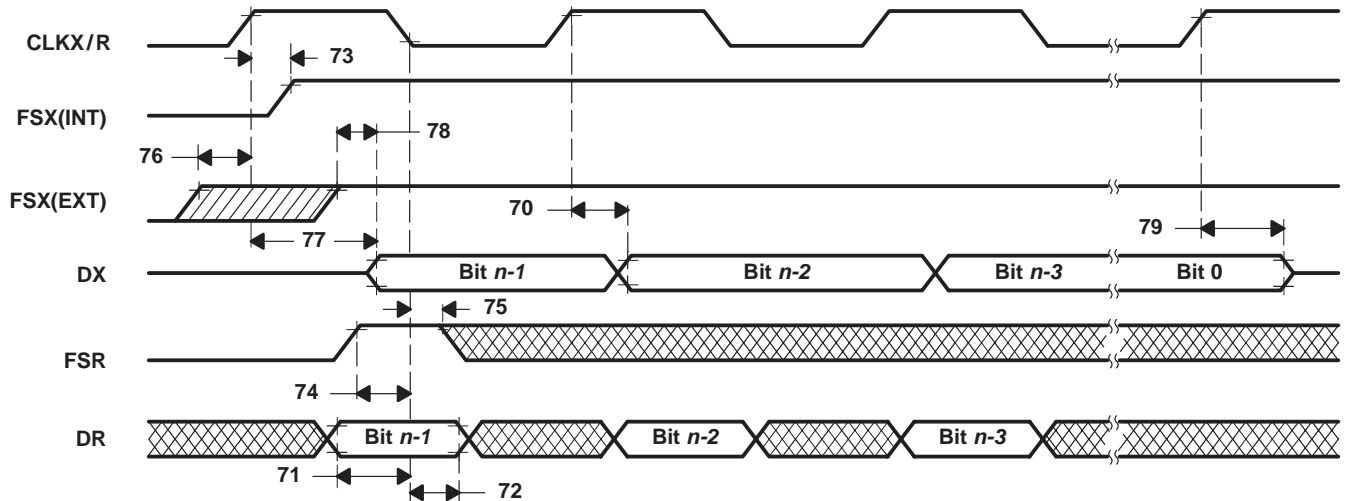 CLKX/R
73
FSX(INT)
78
76
FSX(EXT)
70
77
79
DX
Bit n-1
Bit n-2
Bit n-3
Bit 0
75
FSR
74
DR
Bit n-1
Bit n-2
Bit n-3
71
72